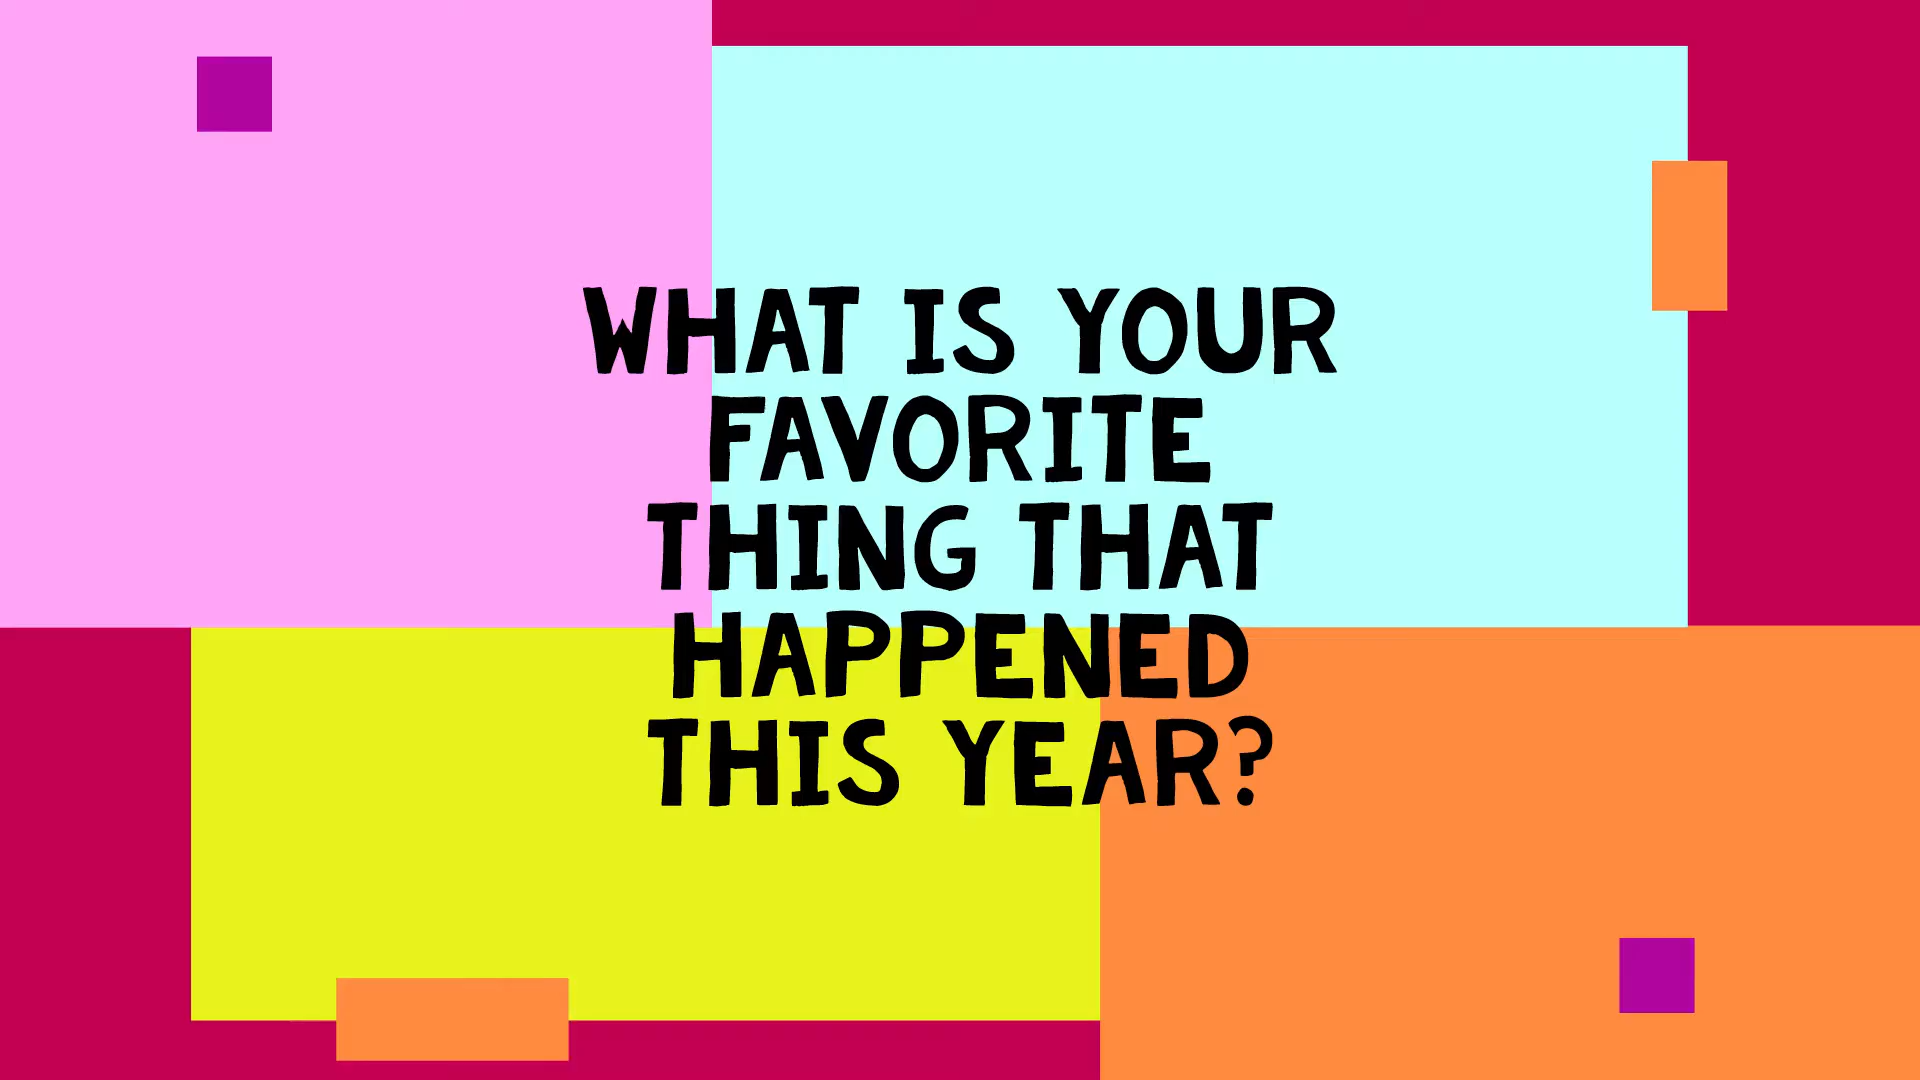 WHAT IS YOUR
FAVORITE
THING THAT
HAPPENED
THIS YEAR?